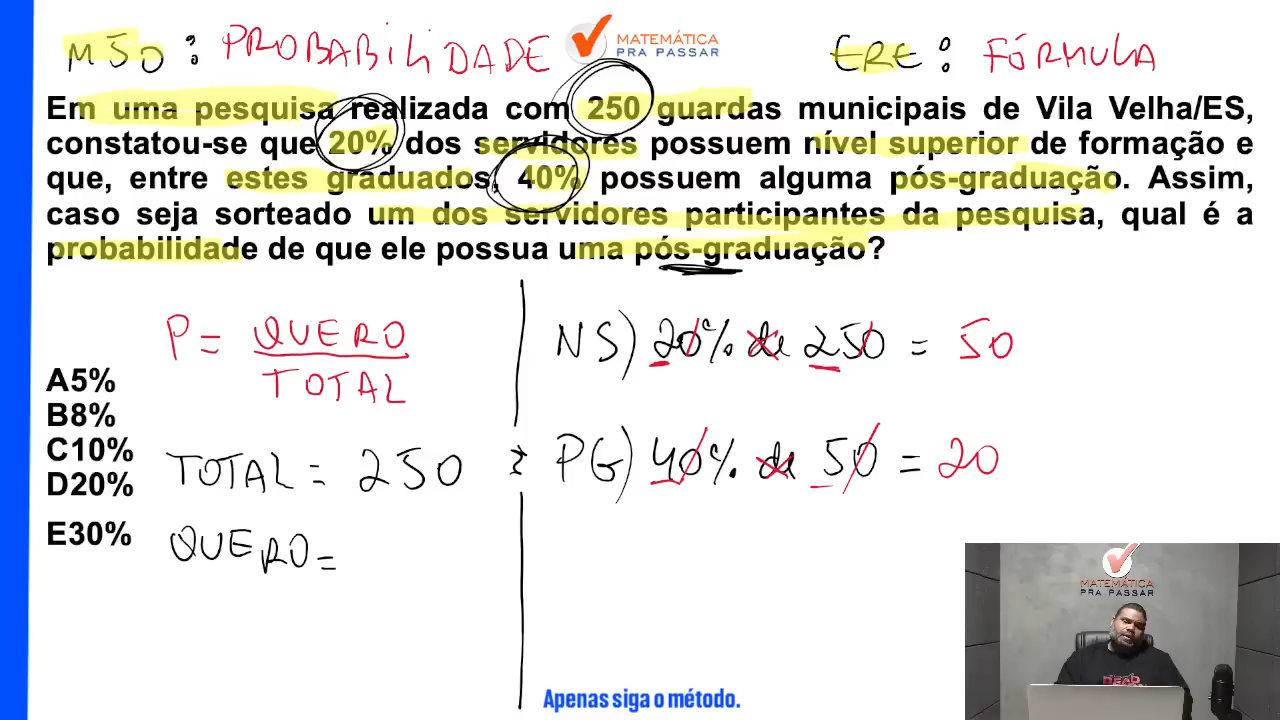 MSD : PROBABILIDADE
MATEMÁTICA
PRA PASSAR
ERE : FÓRMULA
Em uma pesquisa realizada com 250 guardas municipais de Vila Velha/ES,
constatou-se que 20% dos servidores possuem nível superior de formação e
que, entre estes graduados, 40% possuem alguma pós-graduação. Assim,
caso seja sorteado um dos servidores participantes da pesquisa, qual é a
probabilidade de que ele possua uma pós-graduação?
P = QUERO
TOTAL
NS) 20% de 250 = 50
A5%
B8%
C10%
D20%
E30%
TOTAL = 250
PG) 40% de 50 = 20
QUERO =
MATEMÁTICA
PRA PASSAR
Apenas siga o método.